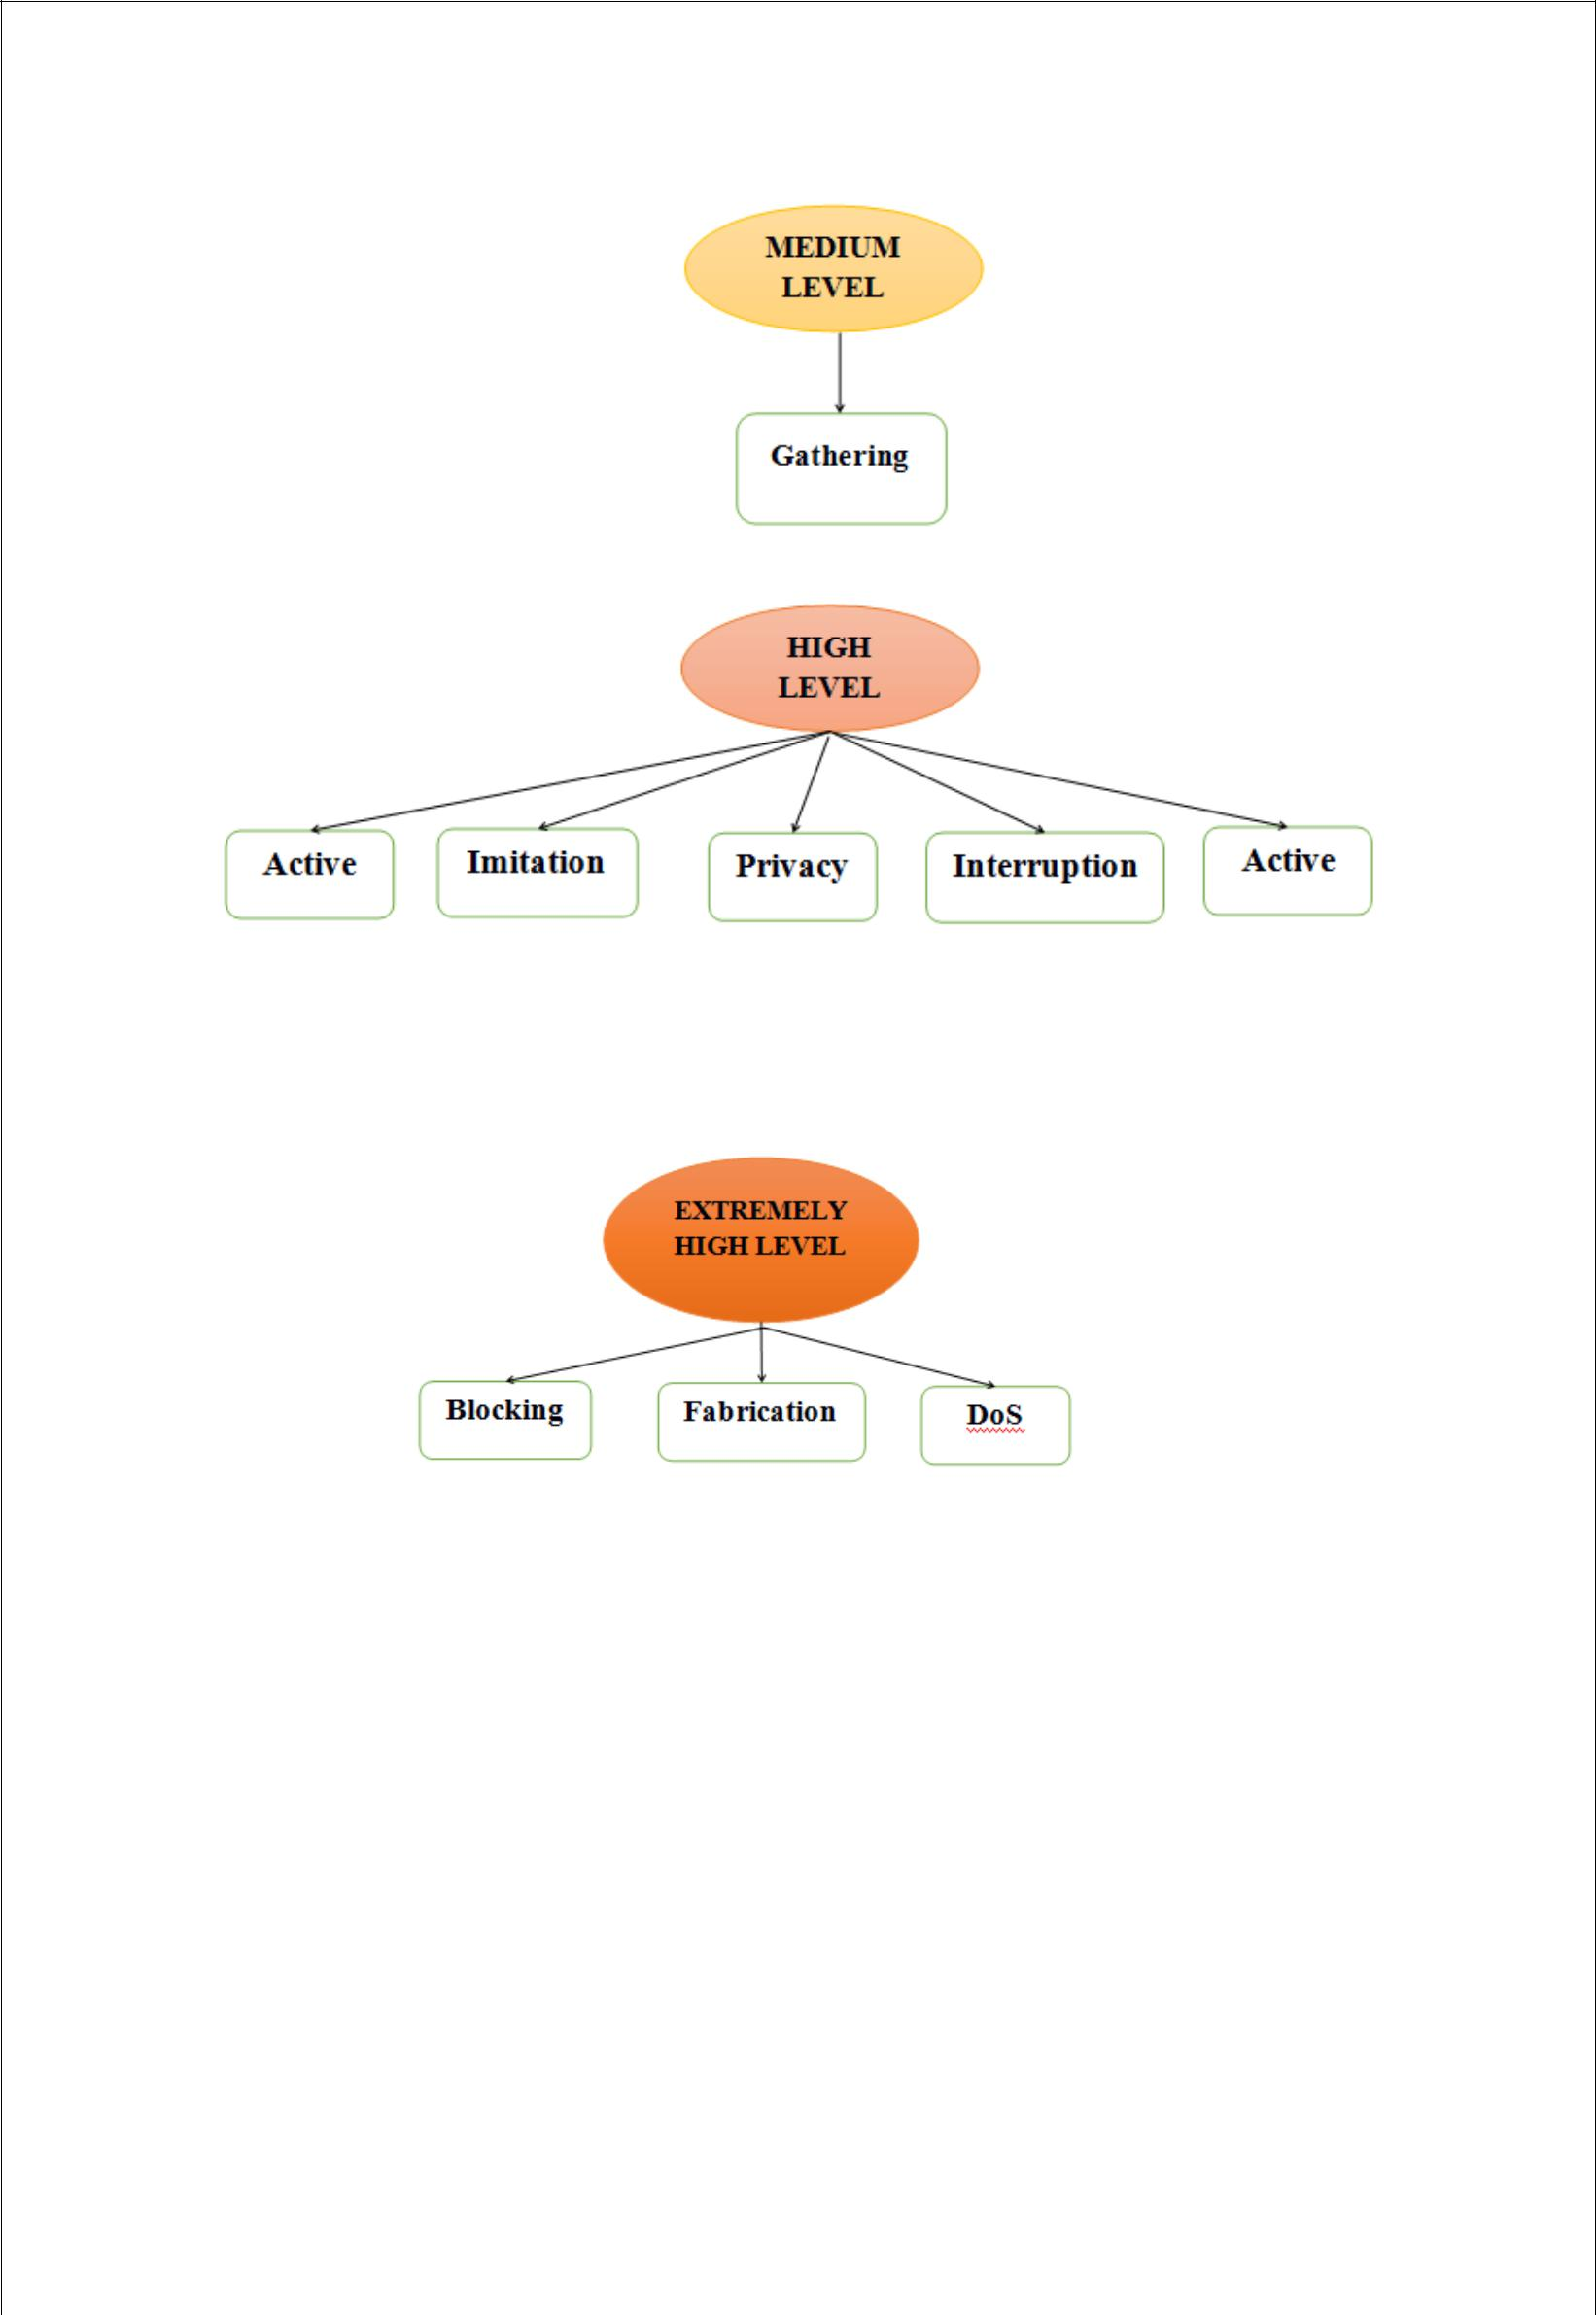 MEDIUM
LEVEL
Gathering
HIGH
LEVEL
Active
Imitation
Privacy
Interruption
Active
EXTREMELY
HIGH LEVEL
Blocking
Fabrication
DoS